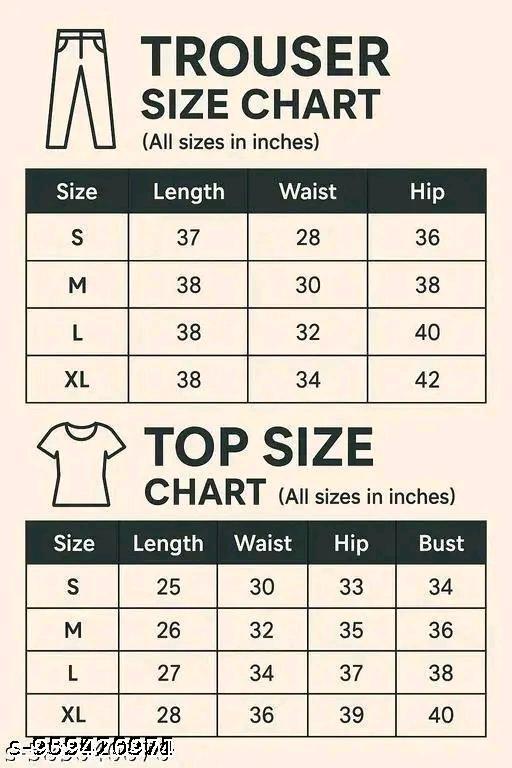 TROUSER
SIZE CHART
(All sizes in inches)
Size Length Waist Hip
S 37 28 36
M 38 30 38
L 38 32 40
XL 38 34 42
TOP SIZE
CHART (All sizes in inches)
Size Length Waist Hip Bust
S 25 30 33 34
M 26 32 35 36
L 27 34 37 38
XL 28 36 39 40